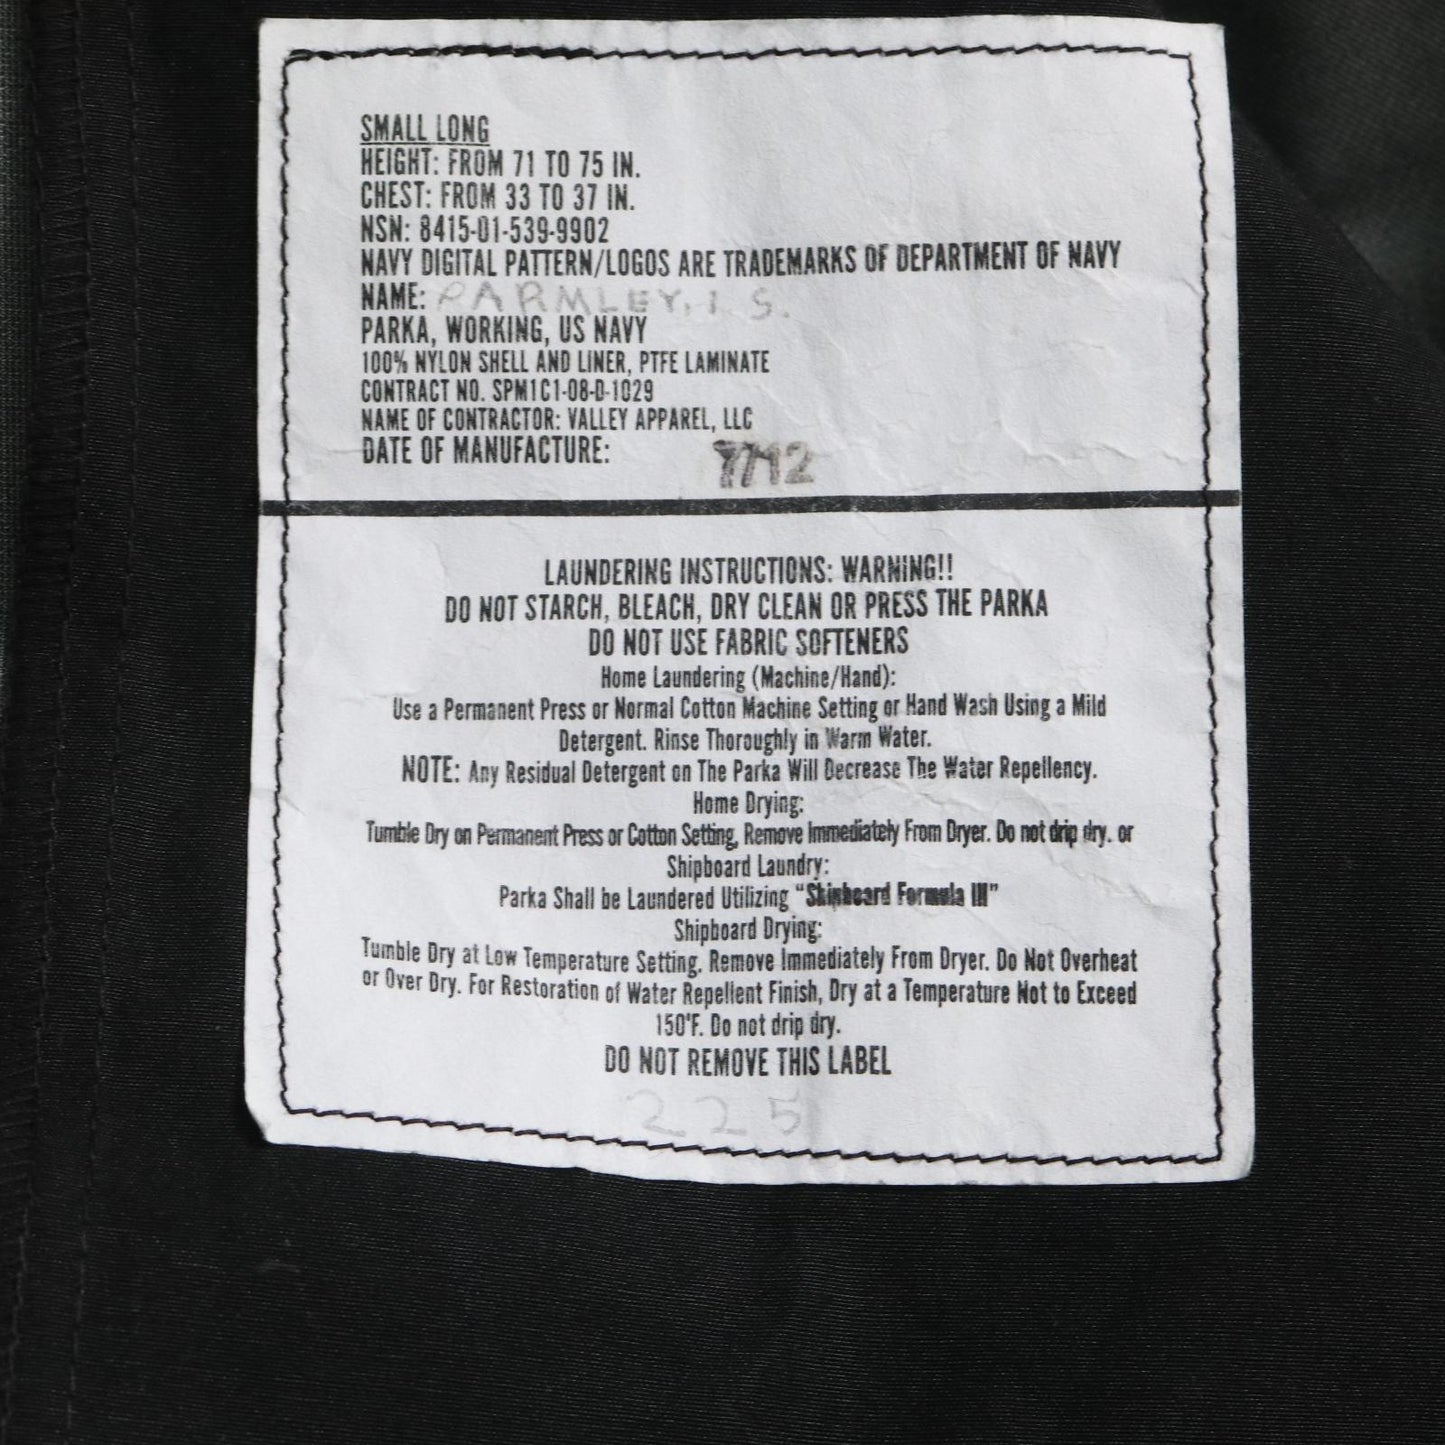 SMALL LONG
HEIGHT: FROM 71 TO 75 IN.
CHEST: FROM 33 TO 37 IN.
NSN: 8415-01-539-9902
NAVY DIGITAL PATTERN/LOGOS ARE TRADEMARKS OF DEPARTMENT OF NAVY
NAME: PARMLEY, I. S.
PARKA, WORKING, US NAVY
100% NYLON SHELL AND LINER, PTFE LAMINATE
CONTRACT NO. SPM1C1-08-D-1029
NAME OF CONTRACTOR: VALLEY APPAREL, LLC
DATE OF MANUFACTURE:
LAUNDERING INSTRUCTIONS: WARNING!!
DO NOT STARCH, BLEACH, DRY CLEAN OR PRESS THE PARKA
DO NOT USE FABRIC SOFTENERS
Home Laundering (Machine/Hand):
Use a Permanent Press or Normal Cotton Machine Setting or Hand Wash Using a Mild
Detergent. Rinse Thoroughly in Warm Water.
NOTE: Any Residual Detergent on The Parka Will Decrease The Water Repellency.
Home Drying:
Tumble Dry on Permanent Press or Cotton Setting, Remove Immediately From Dryer. Do not drip dry. or
Shipboard Laundry:
Parka Shall be Laundered Utilizing “Shipboard Formula III”
Shipboard Drying:
Tumble Dry at Low Temperature Setting. Remove Immediately From Dryer. Do Not Overheat
or Over Dry. For Restoration of Water Repellent Finish, Dry at a Temperature Not to Exceed
150°F. Do not drip dry.
DO NOT REMOVE THIS LABEL
225